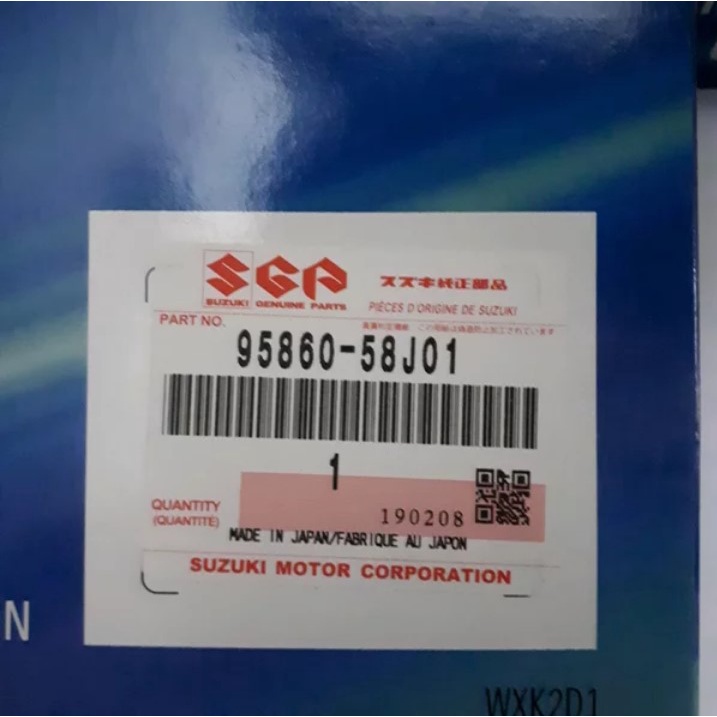 SGP
SUZUKI GENUINE PARTS
スズキ純正部品
PIÈCES D'ORIGINE DE SUZUKI
PART NO.
95860-58J01
1
190208
QUANTITY
(QUANTITÉ)
MADE IN JAPAN/FABRIQUE AU JAPON
SUZUKI MOTOR CORPORATION
N
WXK2D1